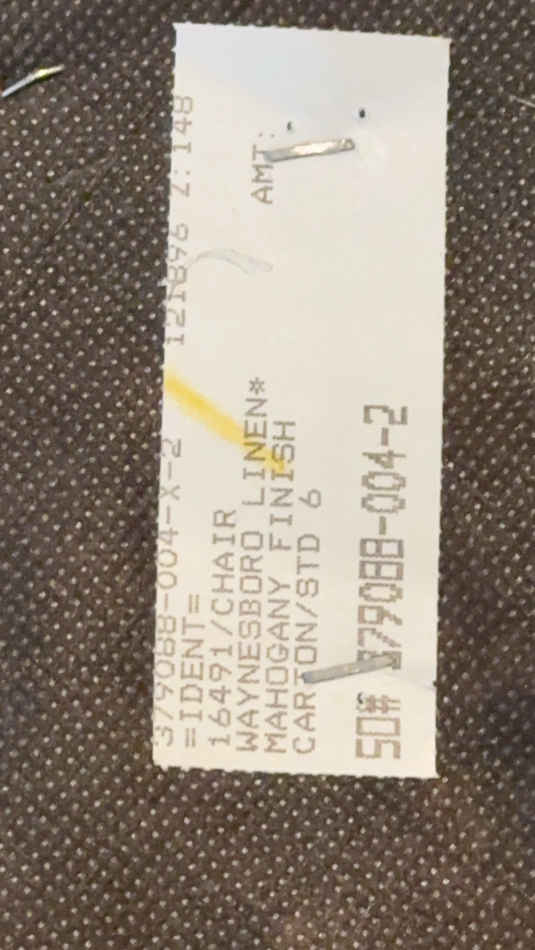 379088-004-X-2 121896 Z: 148
=IDENT=
16491/CHAIR
WAYNESBORO LINEN* AMT:
MAHOGANY FINISH
CARTON/STD 6
SO# 379088-004-2